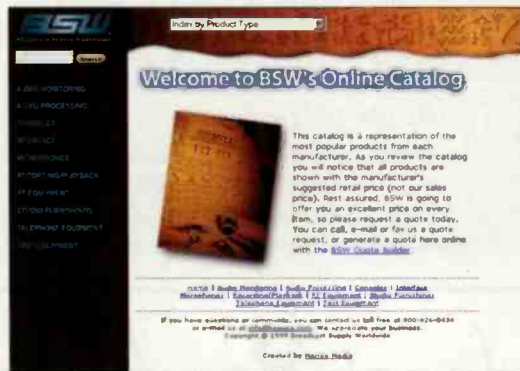 BSW
Index by Product Type
Search
AUDIO MONITORING
AUDIO PROCESSING
CONSOLES
INTERFACE
MICROPHONES
RECORDING/PLAYBACK
RF EQUIPMENT
STUDIO FURNISHINGS
TELEPHONE EQUIPMENT
TEST EQUIPMENT
Welcome to BSW's Online Catalog
This catalog is a representation of the
most popular products from each
manufacturer. As you review the catalog
you will notice that all products are
shown with the manufacturer's
suggested retail price (not our sales
price). Rest assured, BSW is going to
offer you an excellent price on every
item, so please request a quote today.
You can call, e-mail or fax us a quote
request, or generate a quote here online
with the BSW Quote Builder.
Home | Audio Monitoring | Audio Processing | Consoles | Interface
Microphones | Recording/Playback | RF Equipment | Studio Furnishings
Telephone Equipment | Test Equipment
If you have questions or comments, you can contact us toll free at 800-426-8434
or e-mail us at We appreciate your business.
Copyright © 1999 Broadcast Supply Worldwide
Created by Media